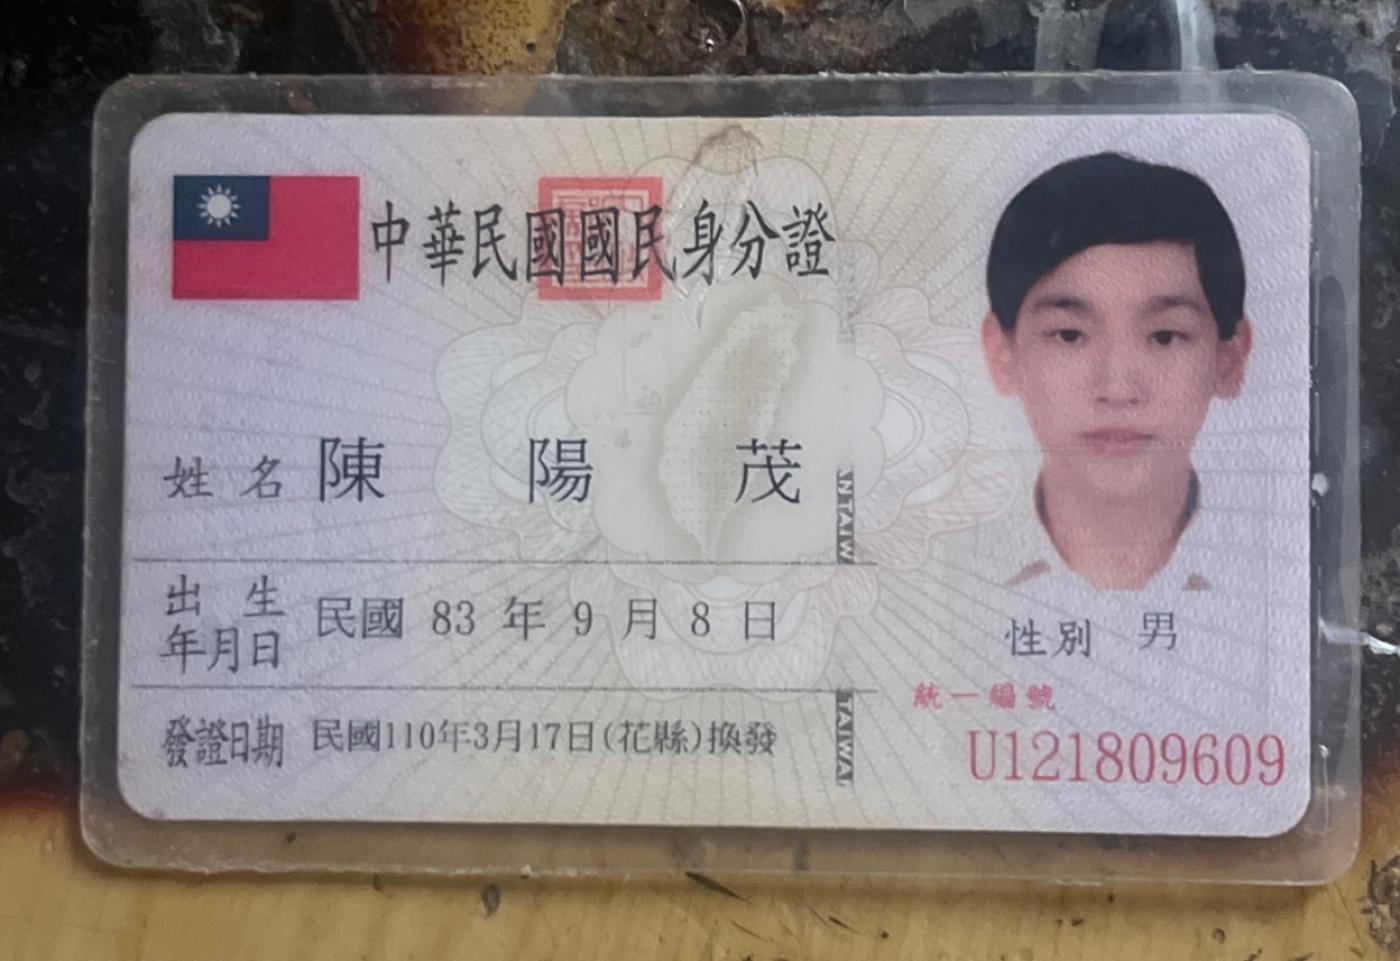 中華民國國民身分證
姓名 陳陽茂
出生年月日 民國 83 年 9 月 8 日
性別 男
發證日期 民國110年3月17日(花縣)換發
統一編號
U121809609
NTAIW
TAIWA